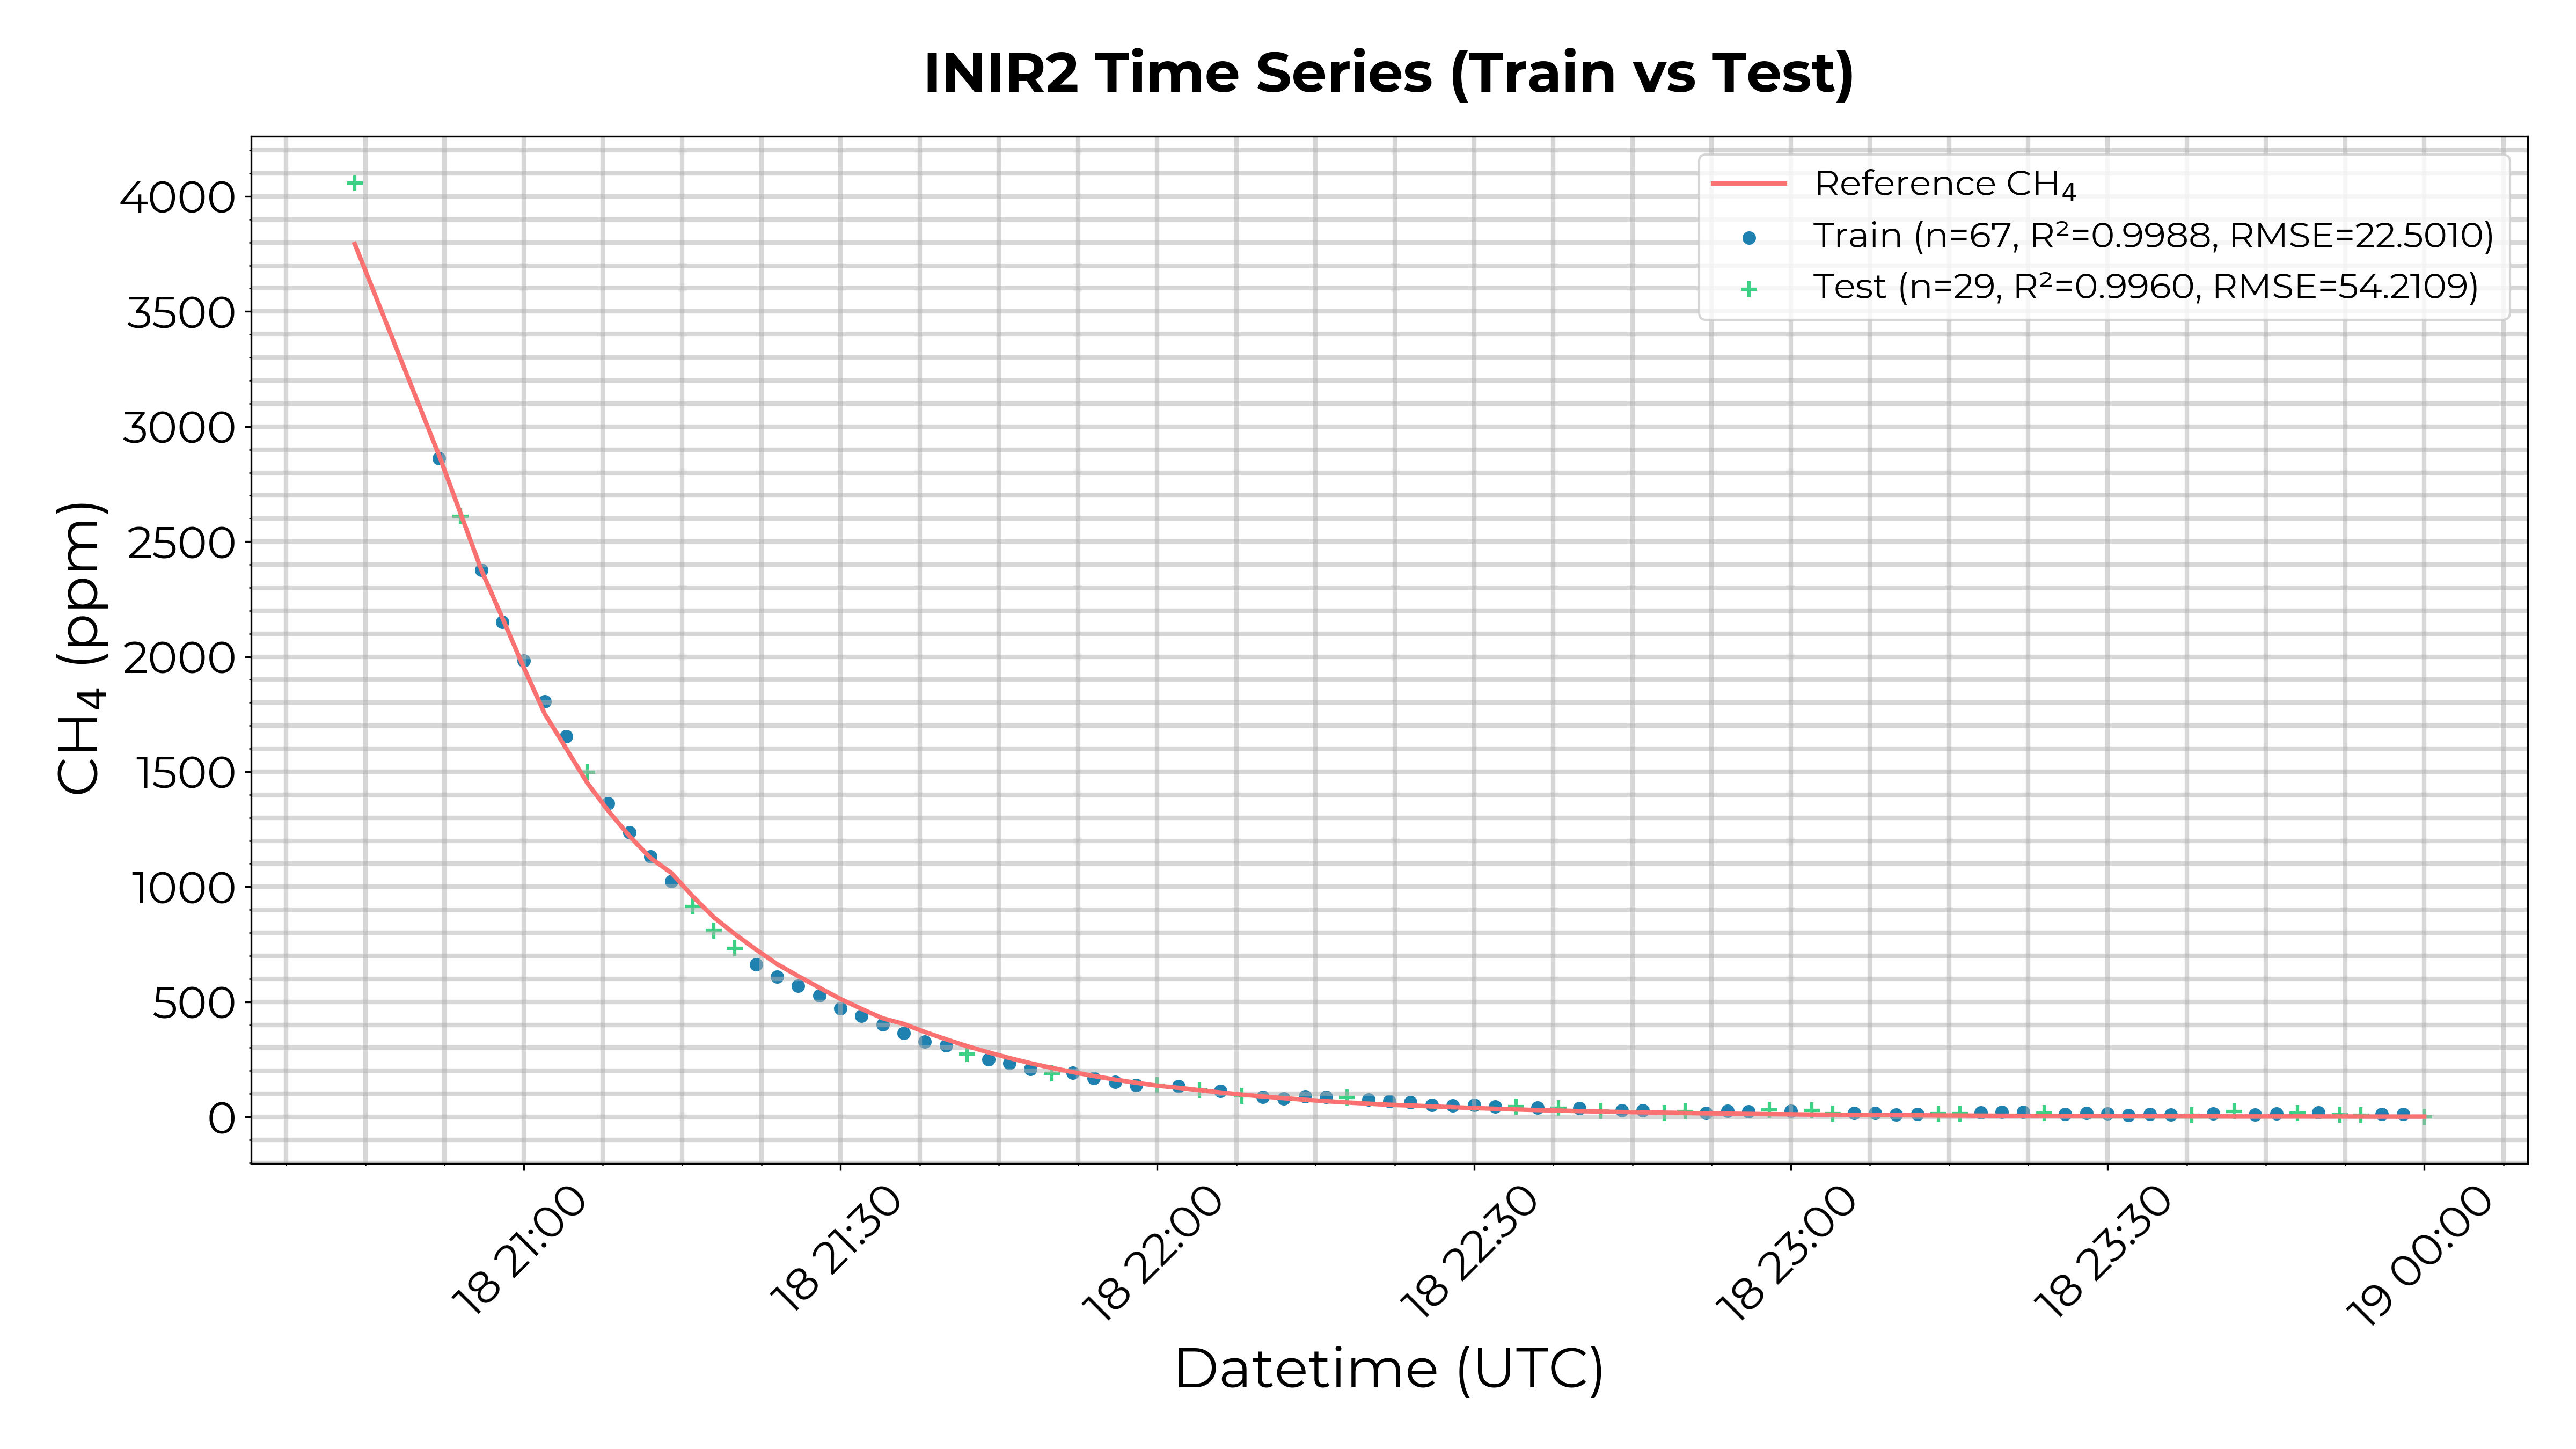 INIR2 Time Series (Train vs Test)
Reference CH₄
Train (n=67, R²=0.9988, RMSE=22.5010)
Test (n=29, R²=0.9960, RMSE=54.2109)
CH₄ (ppm)
4000
3500
3000
2500
2000
1500
1000
500
0
18 21:00
18 21:30
18 22:00
18 22:30
18 23:00
18 23:30
19 00:00
Datetime (UTC)